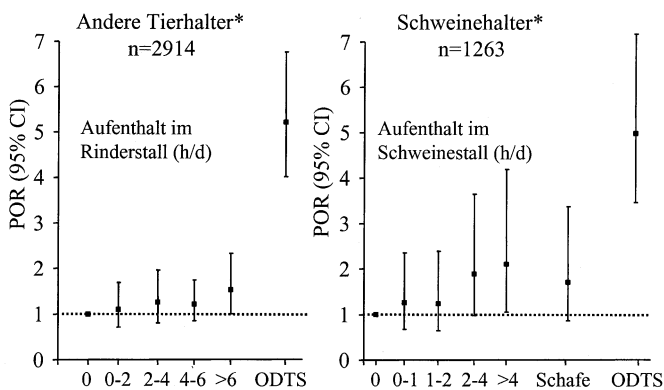 Andere Tierhalter*
n=2914
POR (95% CI)
7
6
5
4
3
2
1
0
Aufenthalt im
Rinderstall (h/d)
0 0-2 2-4 4-6 >6 ODTS
Schweinehalter*
n=1263
POR (95% CI)
7
6
5
4
3
2
1
0
Aufenthalt im
Schweinestall (h/d)
0 0-1 1-2 2-4 >4 Schafe ODTS